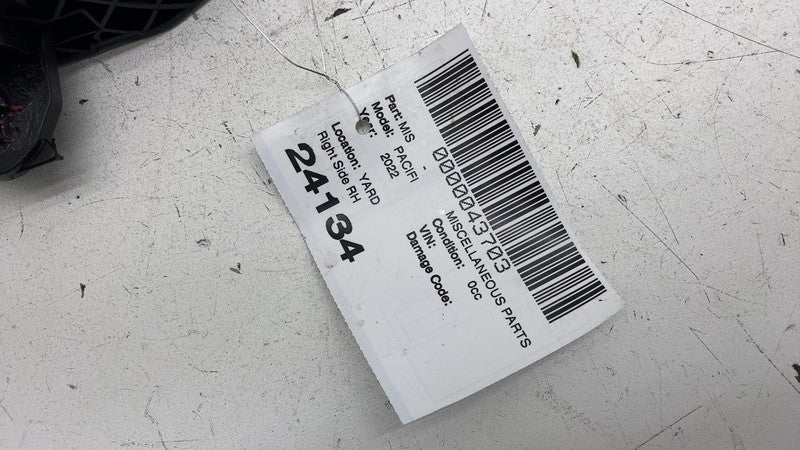 0000043703
Part: MIS - MISCELLANEOUS PARTS
Model: PACIFI Condition: 0cc
Year: 2022 VIN:
Damage Code:
Location: YARD
Right Side RH
24134